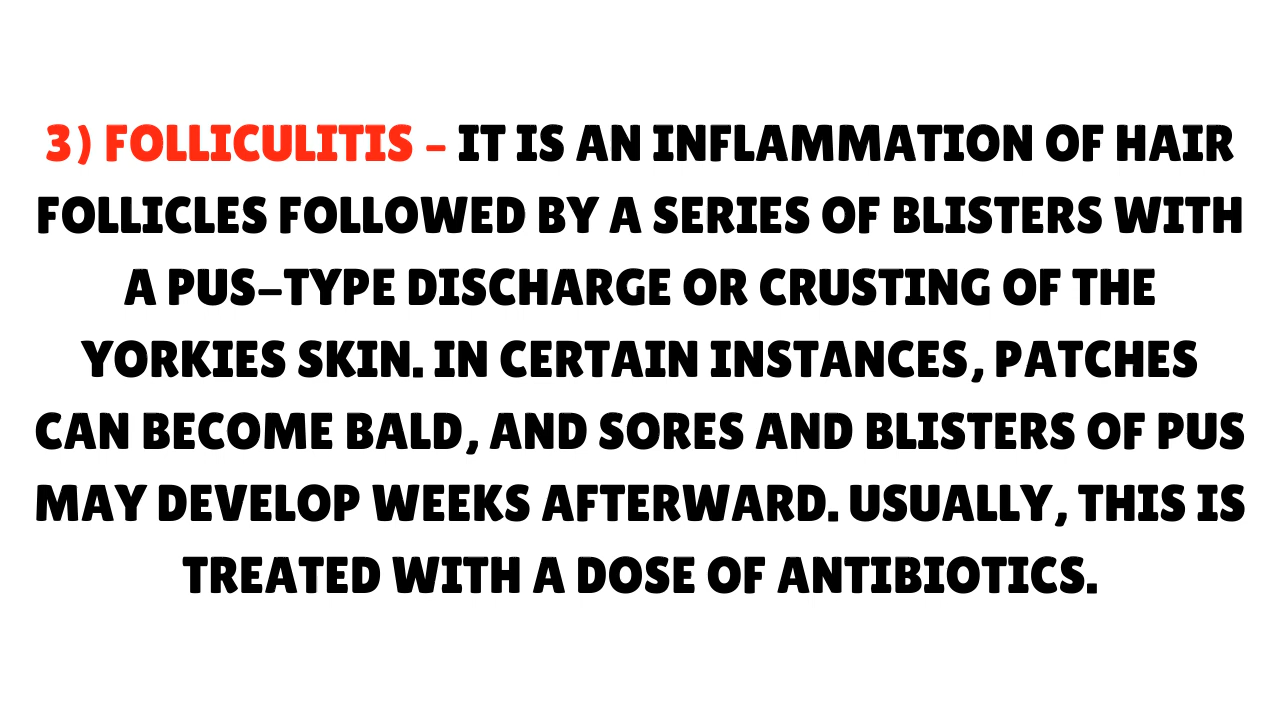 3) FOLLICULITIS - IT IS AN INFLAMMATION OF HAIR
FOLLICLES FOLLOWED BY A SERIES OF BLISTERS WITH
A PUS-TYPE DISCHARGE OR CRUSTING OF THE
YORKIES SKIN. IN CERTAIN INSTANCES, PATCHES
CAN BECOME BALD, AND SORES AND BLISTERS OF PUS
MAY DEVELOP WEEKS AFTERWARD. USUALLY, THIS IS
TREATED WITH A DOSE OF ANTIBIOTICS.